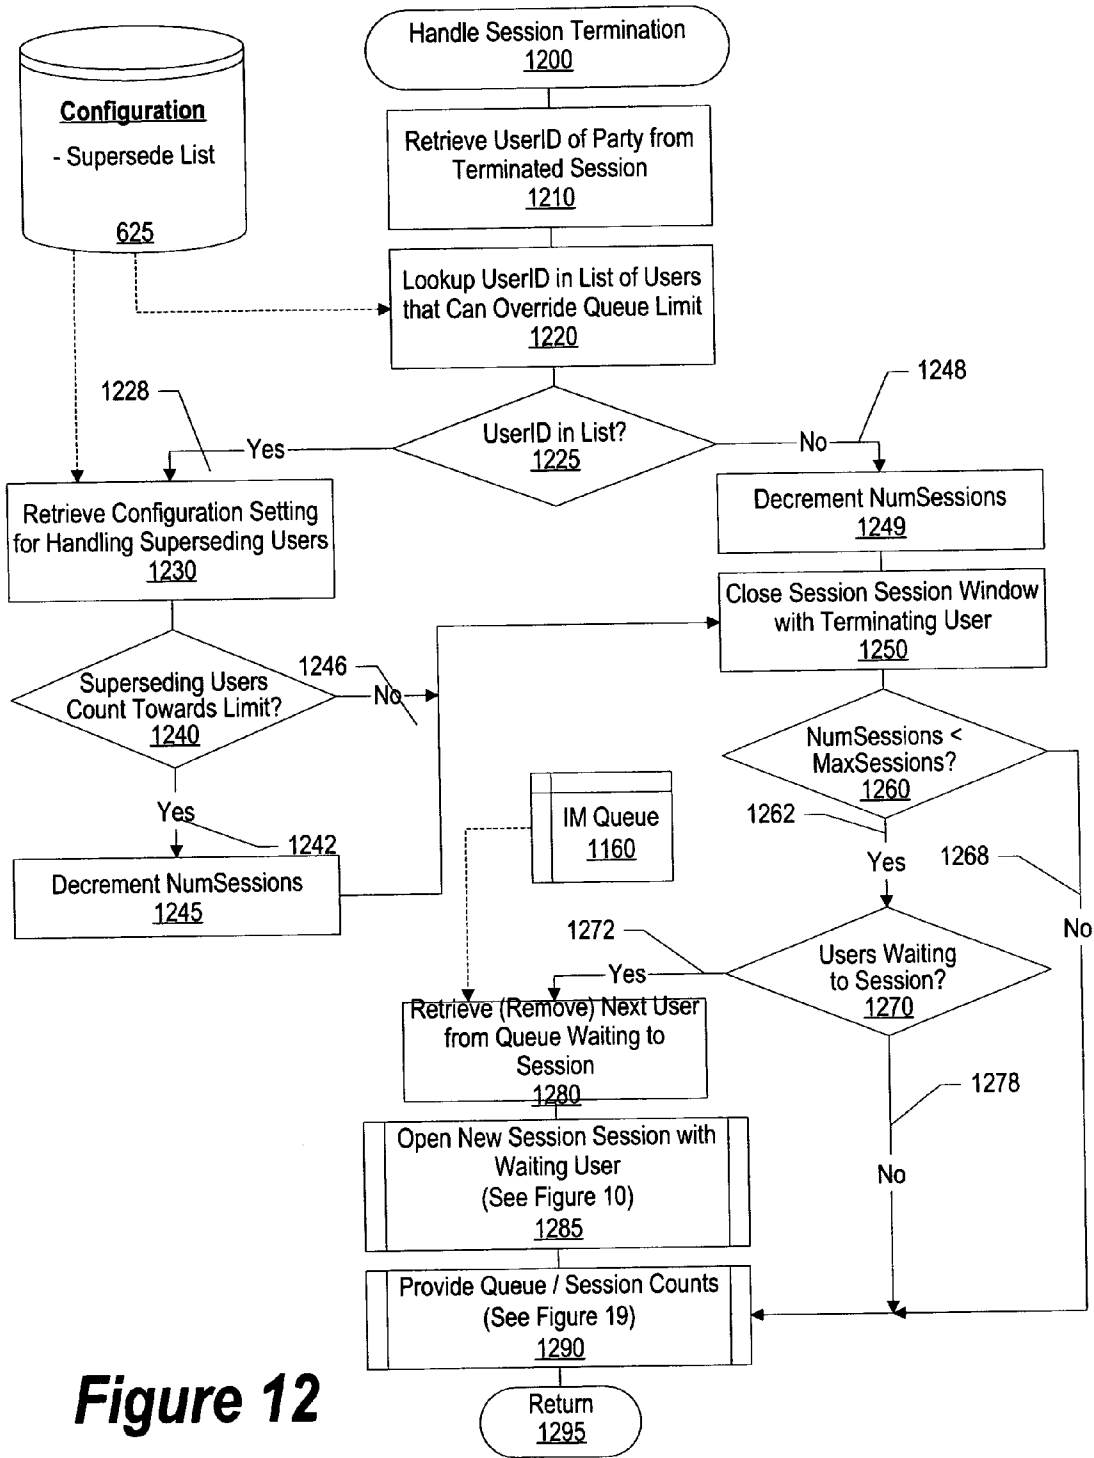 Handle Session Termination
1200
Configuration
- Supersede List
625
Retrieve UserID of Party from
Terminated Session
1210
Lookup UserID in List of Users
that Can Override Queue Limit
1220
1228
1248
Yes
UserID in List?
1225
No
Retrieve Configuration Setting
for Handling Superseding Users
1230
Decrement NumSessions
1249
Close Session Session Window
with Terminating User
1250
1246
Superseding Users
Count Towards Limit?
1240
No
NumSessions <
MaxSessions?
1260
Yes
1242
IM Queue
1160
1262
Yes
1268
No
Decrement NumSessions
1245
1272
Yes
Users Waiting
to Session?
1270
Retrieve (Remove) Next User
from Queue Waiting to
Session
1280
1278
No
Open New Session Session with
Waiting User
(See Figure 10)
1285
Provide Queue / Session Counts
(See Figure 19)
1290
Return
1295
Figure 12